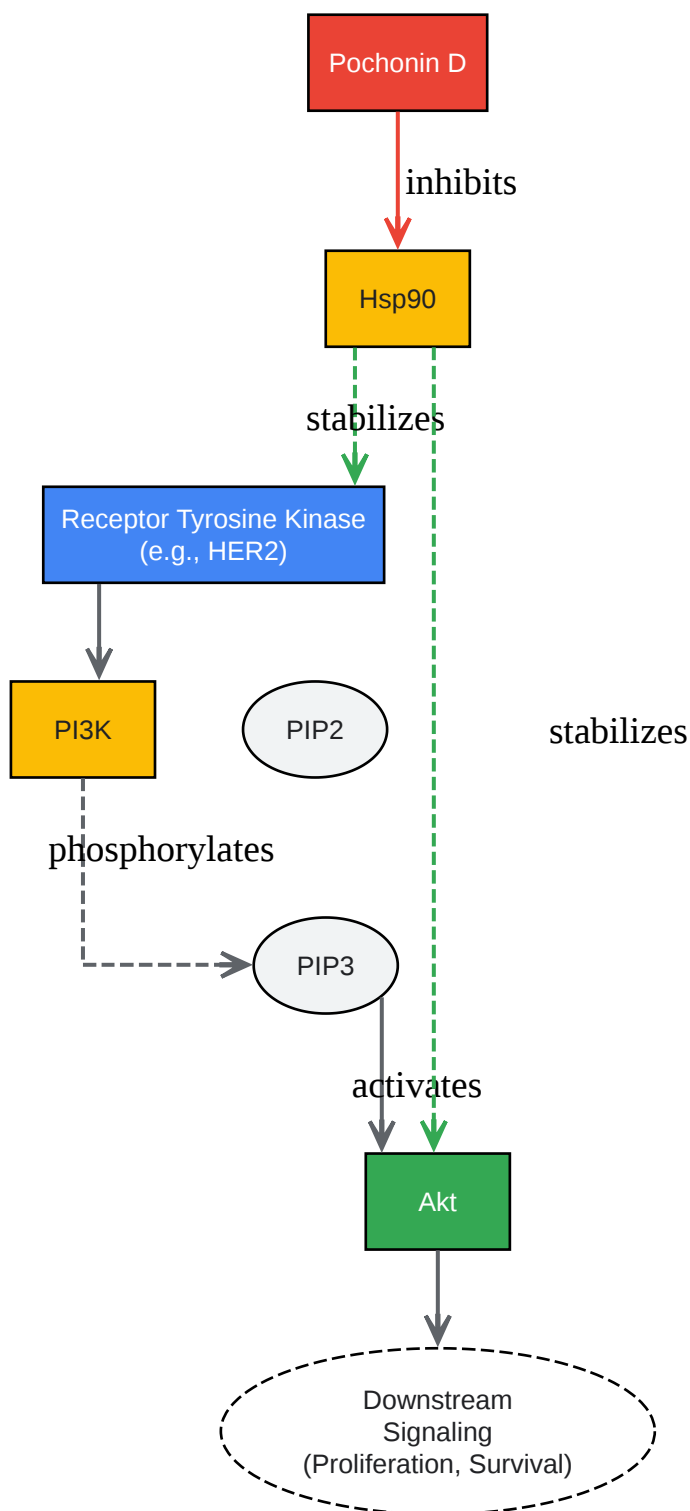 Pochonin D
inhibits
Hsp90
stabilizes
Receptor Tyrosine Kinase
(e.g., HER2)
PI3K
PIP2
stabilizes
phosphorylates
PIP3
activates
Akt
Downstream
Signaling
(Proliferation, Survival)